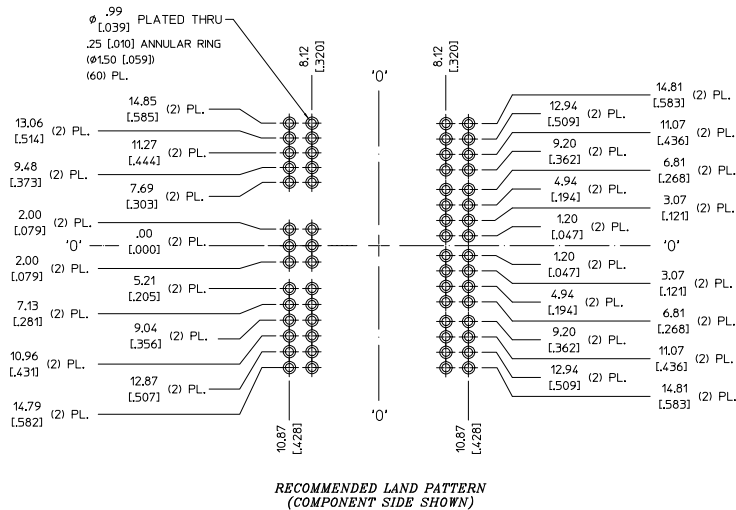 ø .99 [.039] PLATED THRU
.25 [.010] ANNULAR RING
(ø1.50 [.059])
(60) PL.
8.12 [.320]
'0'
8.12 [.320]
14.85 [.585] (2) PL.
13.06 [.514] (2) PL.
11.27 [.444] (2) PL.
9.48 [.373] (2) PL.
7.69 [.303] (2) PL.
2.00 [.079] (2) PL.
'0'
.00 [.000] (2) PL.
2.00 [.079] (2) PL.
5.21 [.205] (2) PL.
7.13 [.281] (2) PL.
9.04 [.356] (2) PL.
10.96 [.431] (2) PL.
12.87 [.507] (2) PL.
14.79 [.582] (2) PL.
14.81 [.583] (2) PL.
12.94 [.509] (2) PL.
11.07 [.436] (2) PL.
9.20 [.362] (2) PL.
6.81 [.268] (2) PL.
4.94 [.194] (2) PL.
3.07 [.121] (2) PL.
1.20 [.047] (2) PL.
'0'
1.20 [.047] (2) PL.
3.07 [.121] (2) PL.
4.94 [.194] (2) PL.
6.81 [.268] (2) PL.
9.20 [.362] (2) PL.
11.07 [.436] (2) PL.
12.94 [.509] (2) PL.
14.81 [.583] (2) PL.
10.87 [.428]
'0'
10.87 [.428]
RECOMMENDED LAND PATTERN
(COMPONENT SIDE SHOWN)